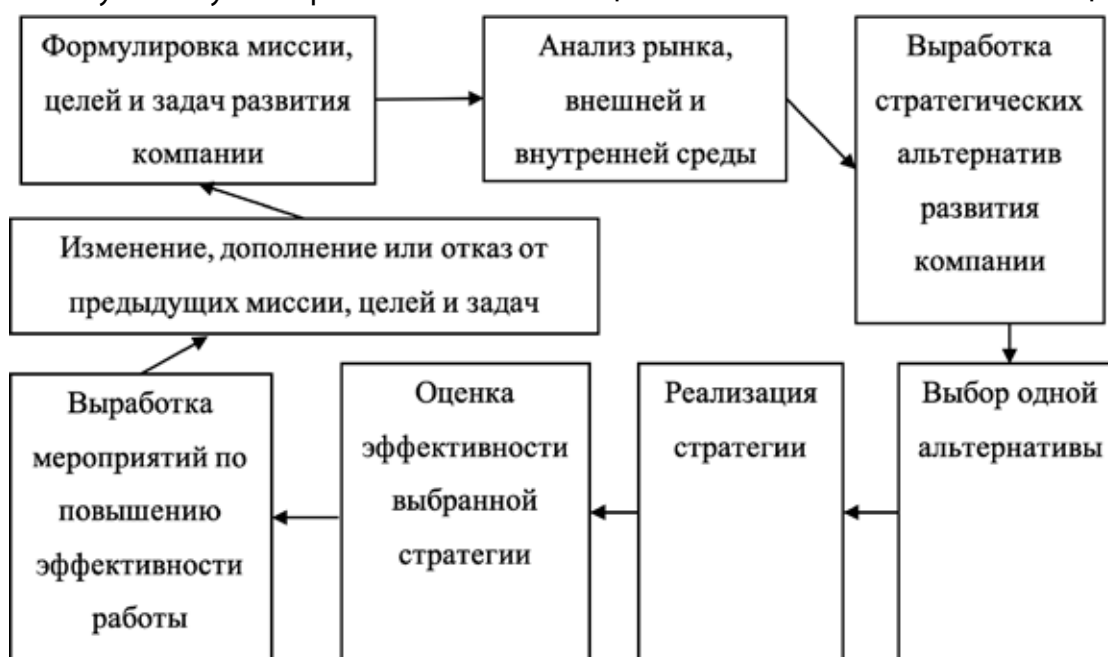 Формулировка миссии,
целей и задач развития
компании
Анализ рынка,
внешней и
внутренней среды
Выработка
стратегических
альтернатив
развития
компании
Изменение, дополнение или отказ от
предыдущих миссии, целей и задач
Выработка
мероприятий по
повышению
эффективности
работы
Оценка
эффективности
выбранной
стратегии
Реализация
стратегии
Выбор одной
альтернативы